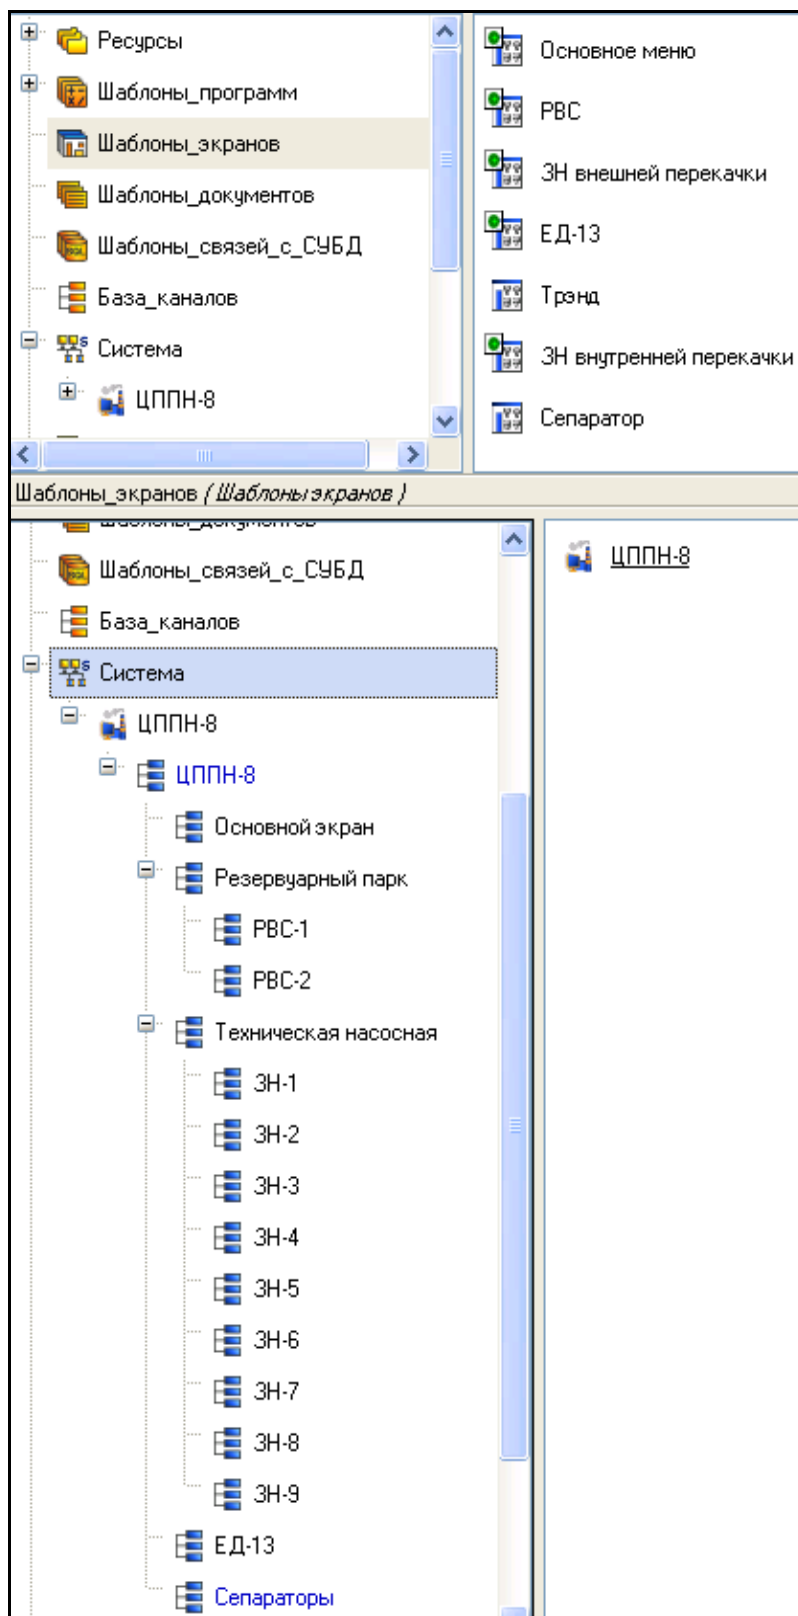 Ресурсы
Шаблоны_программ
Шаблоны_экранов
Шаблоны_документов
Шаблоны_связей_с_СУБД
База_каналов
Система
ЦППН-8
Основное меню
РВС
ЗН внешней перекачки
ЕД-13
Трэнд
ЗН внутренней перекачки
Сепаратор
Шаблоны_экранов ( Шаблоны экранов )
Шаблоны_документов
Шаблоны_связей_с_СУБД
База_каналов
Система
ЦППН-8
ЦППН-8
Основной экран
Резервуарный парк
РВС-1
РВС-2
Техническая насосная
ЗН-1
ЗН-2
ЗН-3
ЗН-4
ЗН-5
ЗН-6
ЗН-7
ЗН-8
ЗН-9
ЕД-13
Сепараторы
ЦППН-8